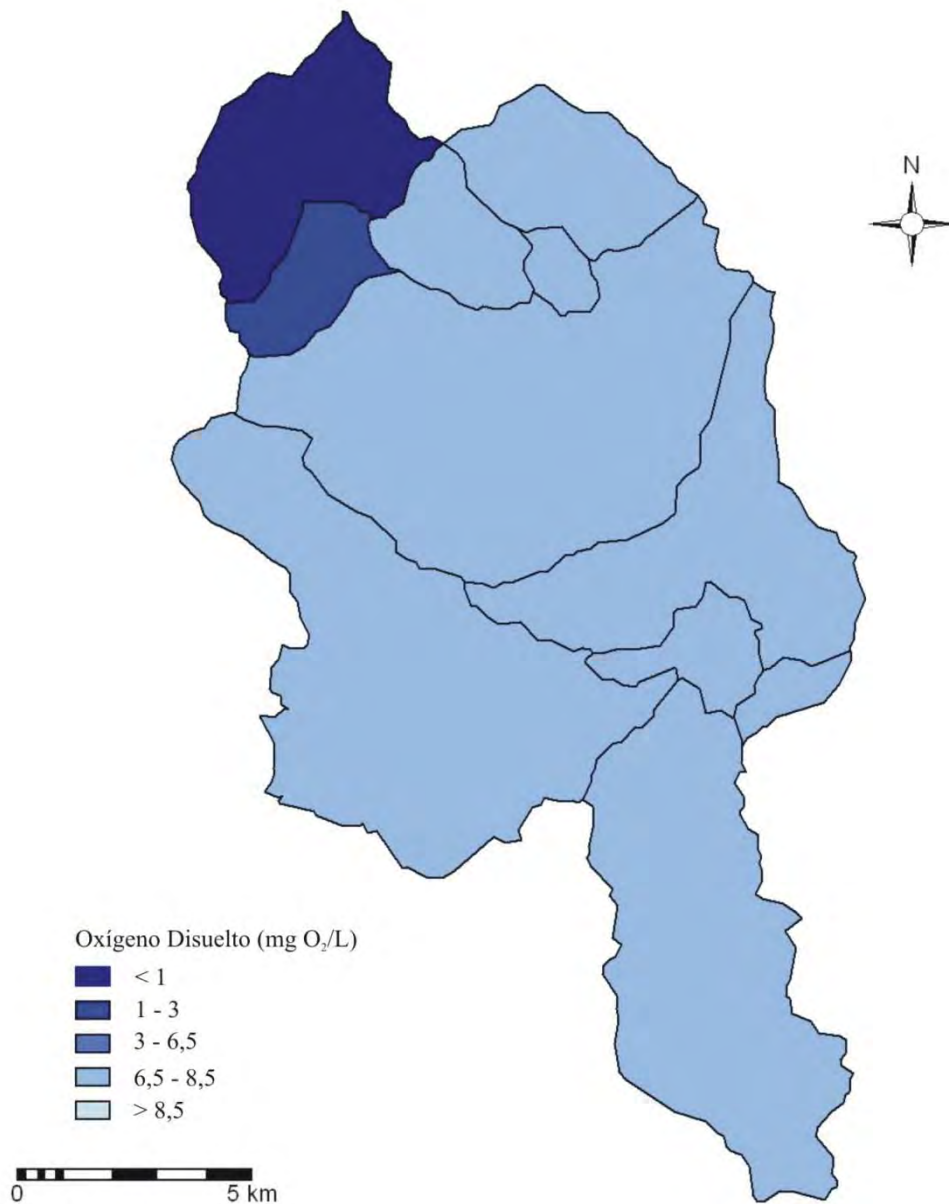 N
Oxígeno Disuelto (mg O₂/L)
< 1
1 - 3
3 - 6,5
6,5 - 8,5
> 8,5
0 5 km